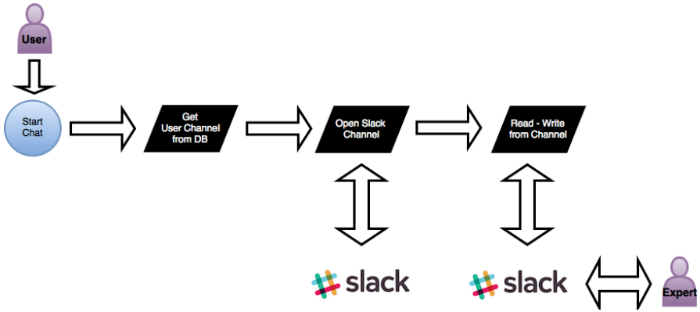 User
Start
Chat
Get
User Channel
from DB
Open Slack
Channel
Read - Write
from Channel
slack
slack
Expert